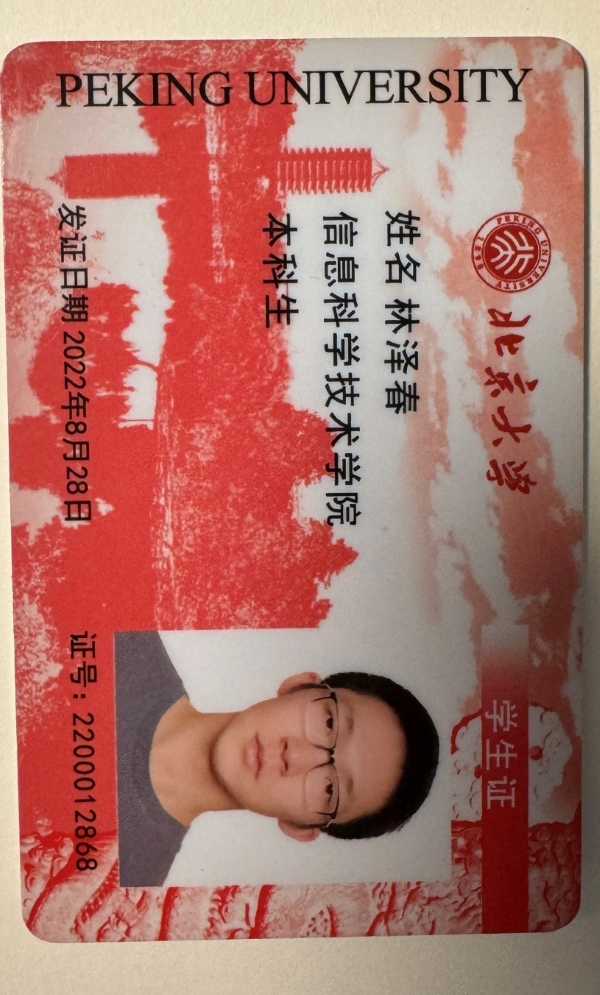 PEKING UNIVERSITY
PEKING UNIVERSITY
1898
北京大学
学生证
姓名 林泽春
信息科学技术学院
本科生
发证日期 2022年8月28日
证号：2200012868